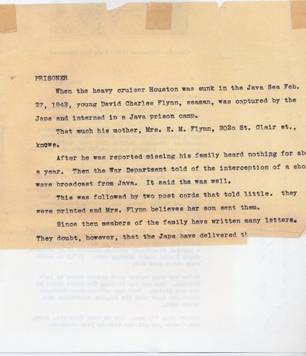 PRISONER
When the heavy cruiser Houston was sunk in the Java Sea Feb.
27, 1942, young David Charles Flynn, seaman, was captured by the
Japs and interned in a Java prison camp.
That much his mother, Mrs. E. M. Flynn, 2020 St. Clair st.,
knows.
After he was reported missing his family heard nothing for abo
a year. Then the War Department told of the interception of a sho
wave broadcast from Java. It said the was well.
This was followed by two post cards that told little. they
were printed and Mrs. Flynn believes her son sent them.
Since then members of the family have written many letters.
They doubt, however, that the Japs have delivered th